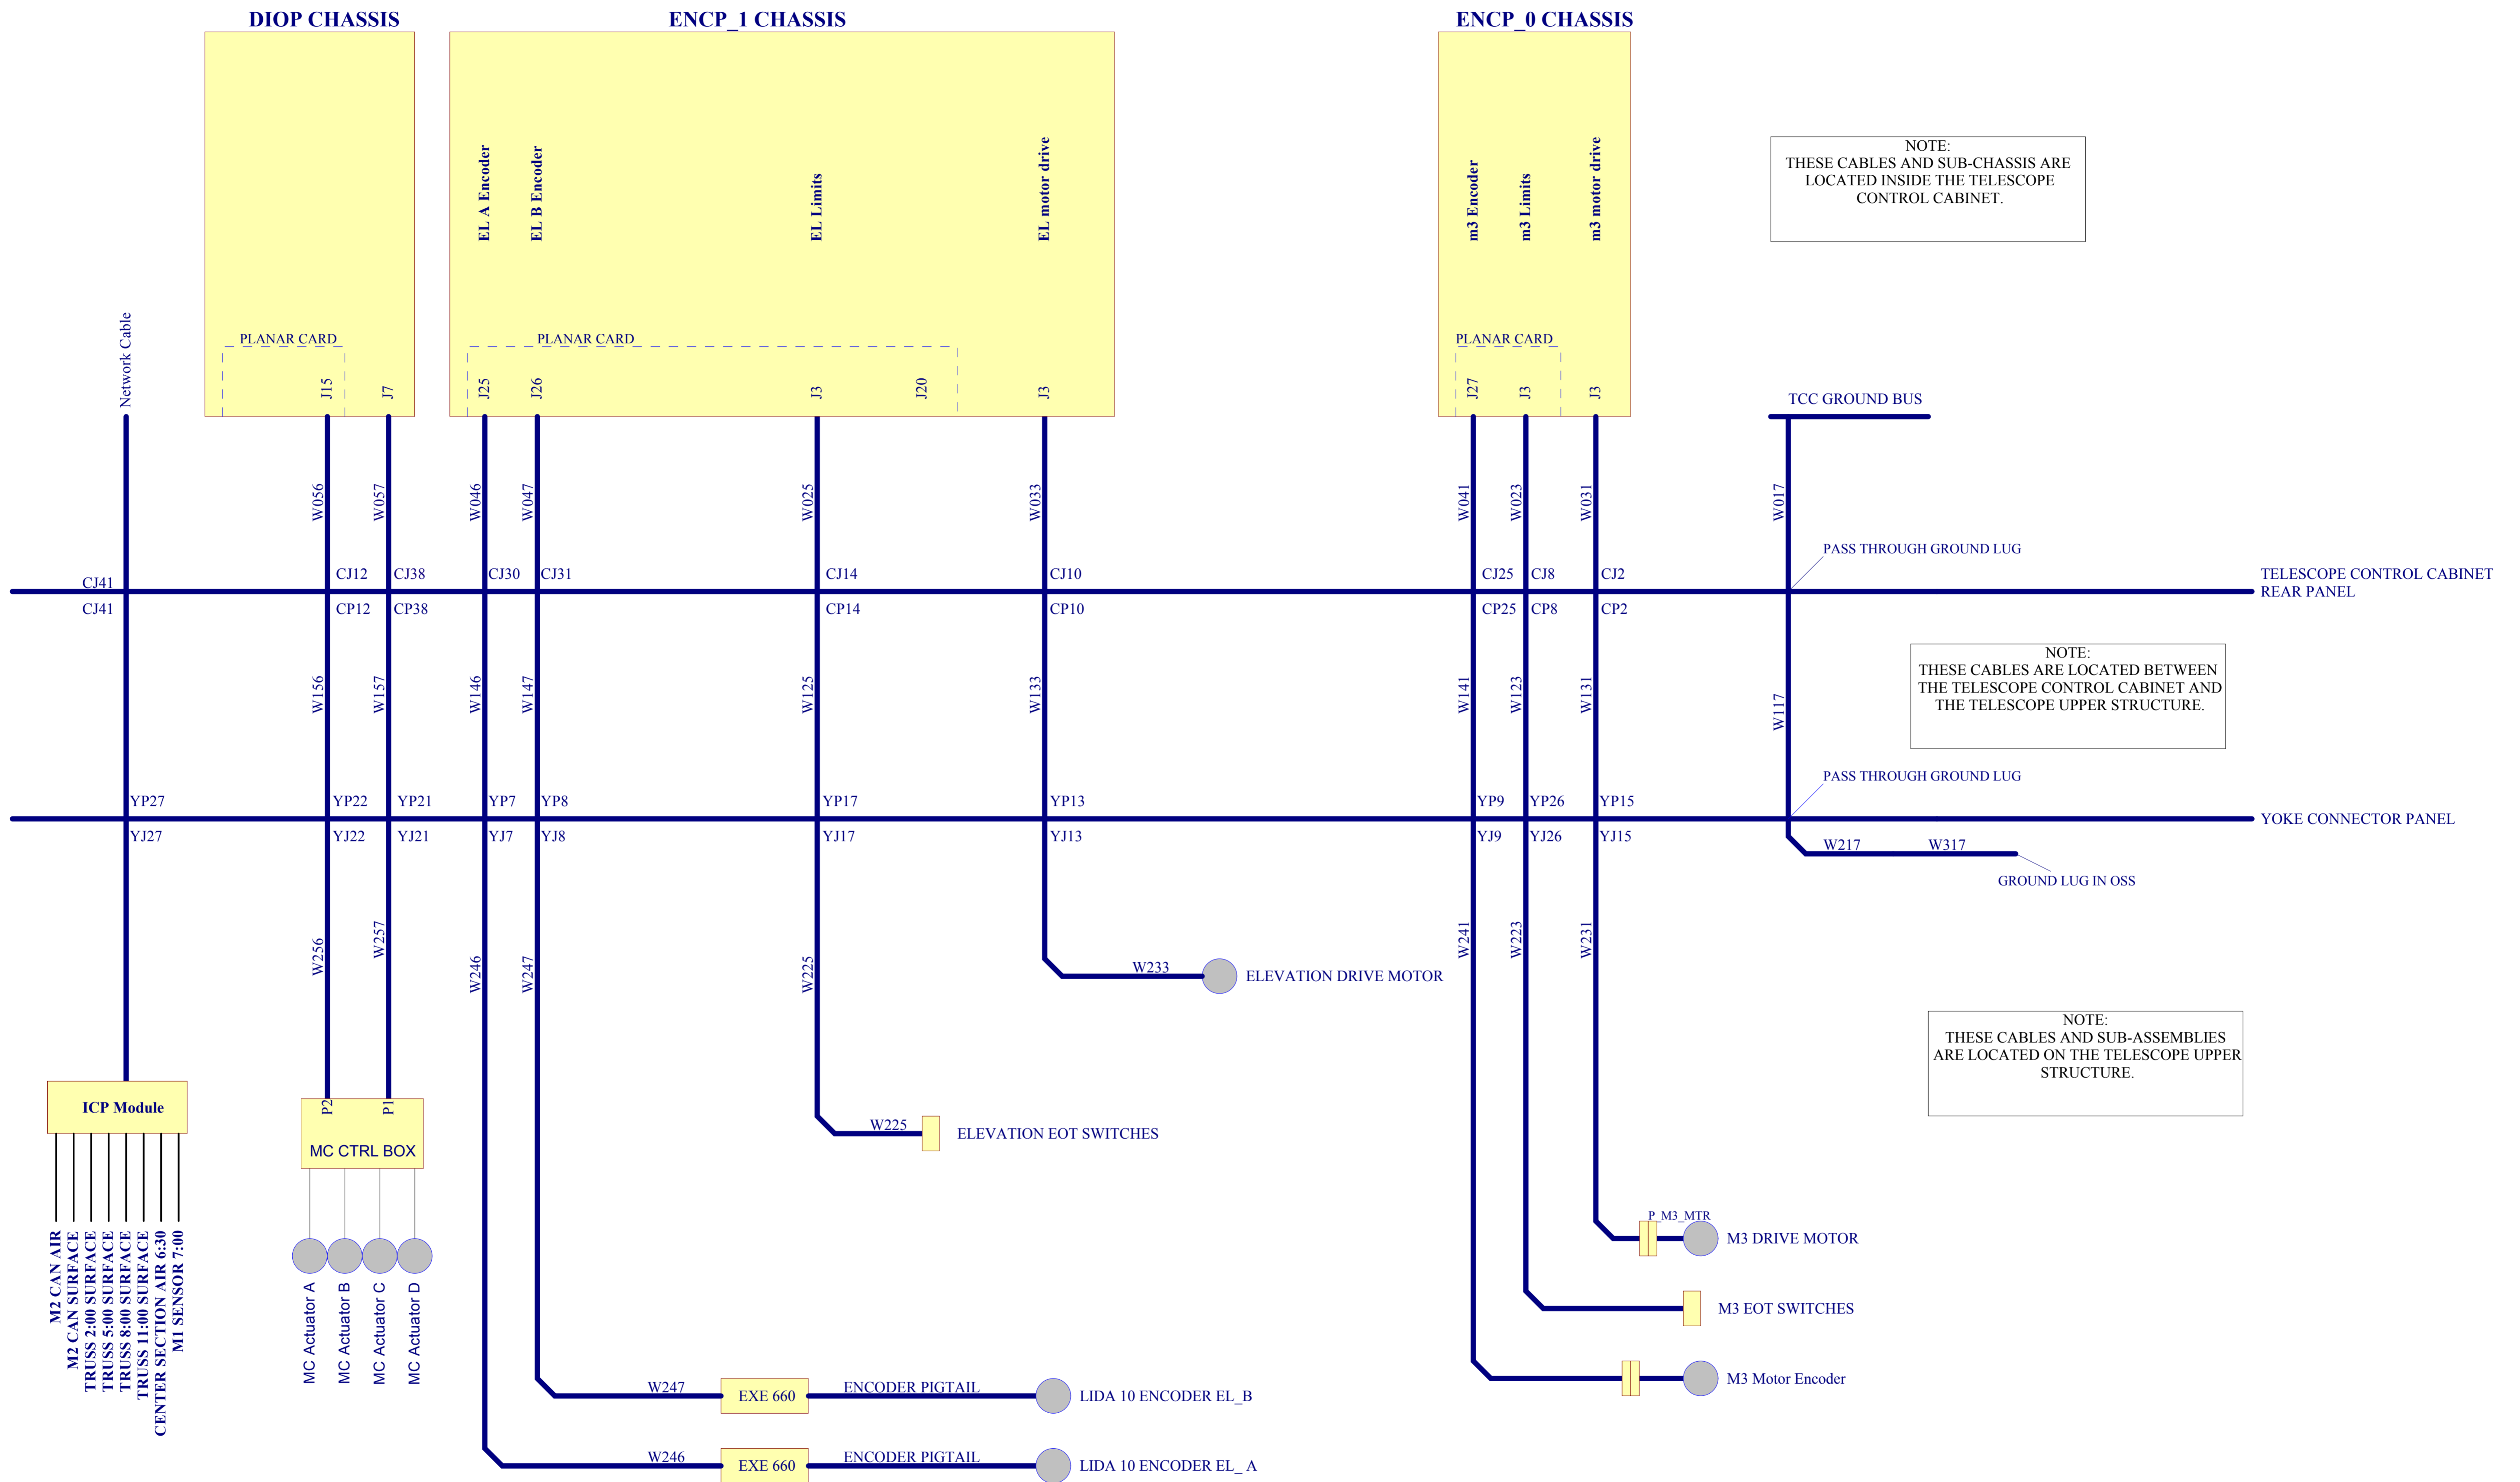 DIOP CHASSIS
ENCP_1 CHASSIS
ENCP_0 CHASSIS
EL A Encoder
EL B Encoder
EL Limits
EL motor drive
m3 Encoder
m3 Limits
m3 motor drive
NOTE:
THESE CABLES AND SUB-CHASSIS ARE
LOCATED INSIDE THE TELESCOPE
CONTROL CABINET.
Network Cable
PLANAR CARD
PLANAR CARD
PLANAR CARD
J15
J7
J25
J26
J3
J20
J3
J27
J3
J3
TCC GROUND BUS
W056
W057
W046
W047
W025
W033
W041
W023
W031
W017
PASS THROUGH GROUND LUG
CJ41
CJ12
CJ38
CJ30
CJ31
CJ14
CJ10
CJ25
CJ8
CJ2
TELESCOPE CONTROL CABINET
REAR PANEL
CJ41
CP12
CP38
CP14
CP10
CP25
CP8
CP2
NOTE:
THESE CABLES ARE LOCATED BETWEEN
THE TELESCOPE CONTROL CABINET AND
THE TELESCOPE UPPER STRUCTURE.
W156
W157
W146
W147
W125
W133
W141
W123
W131
W117
PASS THROUGH GROUND LUG
YP27
YP22
YP21
YP7
YP8
YP17
YP13
YP9
YP26
YP15
YOKE CONNECTOR PANEL
YJ27
YJ22
YJ21
YJ7
YJ8
YJ17
YJ13
YJ9
YJ26
YJ15
W217
W317
GROUND LUG IN OSS
W256
W257
W246
W247
W225
W241
W223
W231
W233
ELEVATION DRIVE MOTOR
NOTE:
THESE CABLES AND SUB-ASSEMBLIES
ARE LOCATED ON THE TELESCOPE UPPER
STRUCTURE.
ICP Module
P2
P1
MC CTRL BOX
W225
ELEVATION EOT SWITCHES
P_M3_MTR
M3 DRIVE MOTOR
M2 CAN AIR
M2 CAN SURFACE
TRUSS 2:00 SURFACE
TRUSS 5:00 SURFACE
TRUSS 8:00 SURFACE
TRUSS 11:00 SURFACE
CENTER SECTION AIR 6:30
M1 SENSOR 7:00
MC Actuator A
MC Actuator B
MC Actuator C
MC Actuator D
M3 EOT SWITCHES
M3 Motor Encoder
W247
EXE 660
ENCODER PIGTAIL
LIDA 10 ENCODER EL_B
W246
EXE 660
ENCODER PIGTAIL
LIDA 10 ENCODER EL_ A